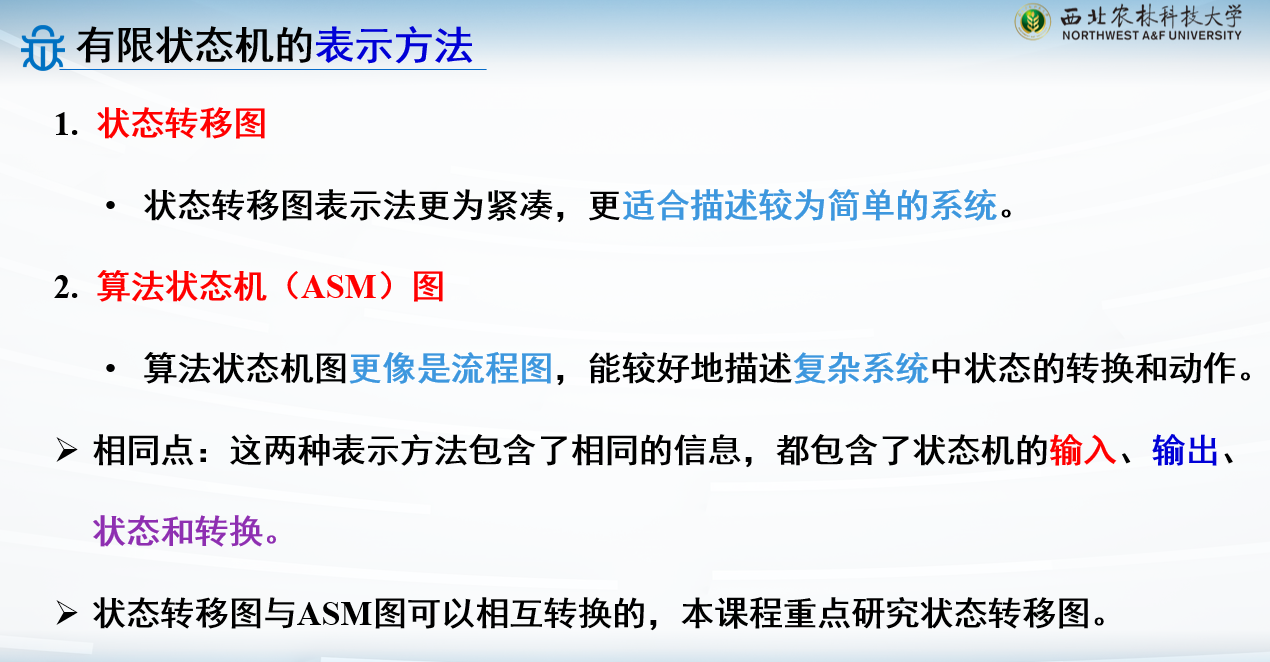 有限状态机的表示方法
西北农林科技大学
NORTHWEST A&F UNIVERSITY
1. 状态转移图
• 状态转移图表示法更为紧凑，更适合描述较为简单的系统。
2. 算法状态机（ASM）图
• 算法状态机图更像是流程图，能较好地描述复杂系统中状态的转换和动作。
➢ 相同点：这两种表示方法包含了相同的信息，都包含了状态机的输入、输出、
状态和转换。
➢ 状态转移图与ASM图可以相互转换的，本课程重点研究状态转移图。